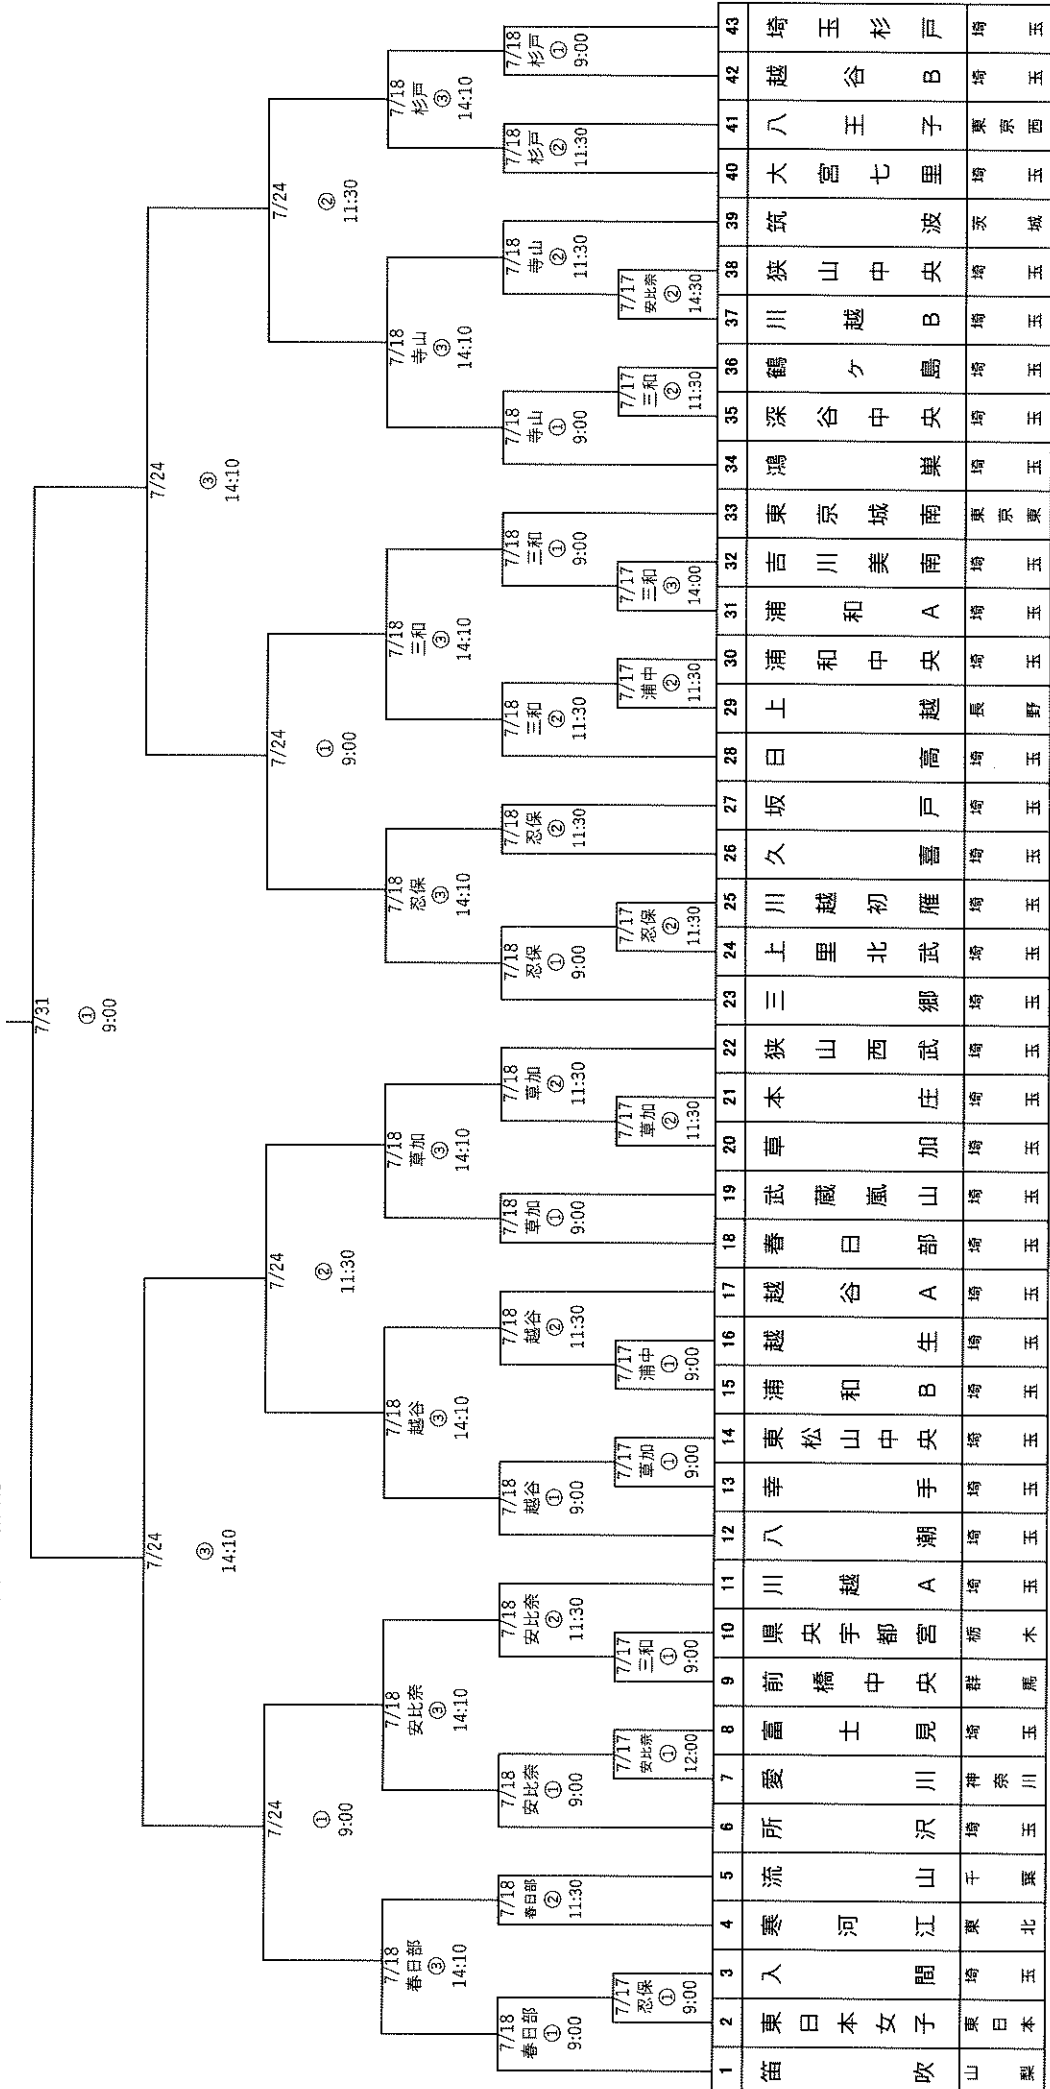 7/31
①
9:00
7/24
③
14:10
7/24
③
14:10
7/24
②
11:30
7/24
①
9:00
7/24
②
11:30
7/24
①
9:00
7/18
杉戸
③
14:10
7/18
寺山
③
14:10
7/18
三和
③
14:10
7/18
忍保
③
14:10
7/18
草加
③
14:10
7/18
越谷
③
14:10
7/18
安比奈
③
14:10
7/18
春日部
③
14:10
7/18
杉戸
①
9:00
7/18
杉戸
②
11:30
7/18
寺山
②
11:30
7/18
寺山
①
9:00
7/18
三和
①
9:00
7/18
三和
②
11:30
7/18
忍保
②
11:30
7/18
忍保
①
9:00
7/18
草加
②
11:30
7/18
草加
①
9:00
7/18
越谷
②
11:30
7/18
越谷
①
9:00
7/18
安比奈
②
11:30
7/18
安比奈
①
9:00
7/18
春日部
②
11:30
7/18
春日部
①
9:00
7/17
安比奈
②
14:30
7/17
三和
②
11:30
7/17
三和
③
14:00
7/17
浦中
②
11:30
7/17
忍保
②
11:30
7/17
草加
②
11:30
7/17
浦中
①
9:00
7/17
草加
①
9:00
7/17
三和
①
9:00
7/17
安比奈
①
12:00
7/17
忍保
①
9:00
43 埼玉杉戸 埼玉
42 越谷B 埼玉
41 八王子 東京西
40 大宮七里 埼玉
39 筑波 茨城
38 狭山中央 埼玉
37 川越B 埼玉
36 鶴ケ島 埼玉
35 深谷中央 埼玉
34 鴻巣 埼玉
33 東京城南 東京東
32 吉川美南 埼玉
31 浦和A 埼玉
30 浦和中央 埼玉
29 上越 長野
28 日高 埼玉
27 坂戸 埼玉
26 久喜 埼玉
25 川越初雁 埼玉
24 上里北武 埼玉
23 三郷 埼玉
22 狭山西武 埼玉
21 本庄 埼玉
20 草加 埼玉
19 武蔵嵐山 埼玉
18 春日部 埼玉
17 越谷A 埼玉
16 越生 埼玉
15 浦和B 埼玉
14 東松山中央 埼玉
13 幸手 埼玉
12 八潮 埼玉
11 川越A 埼玉
10 県央宇都宮 栃木
9 前橋中央 群馬
8 富士見 埼玉
7 愛川 神奈川
6 所沢 埼玉
5 流山 千葉
4 寒河江 東北
3 入間 埼玉
2 東日本女子 東日本
1 笛吹 山梨